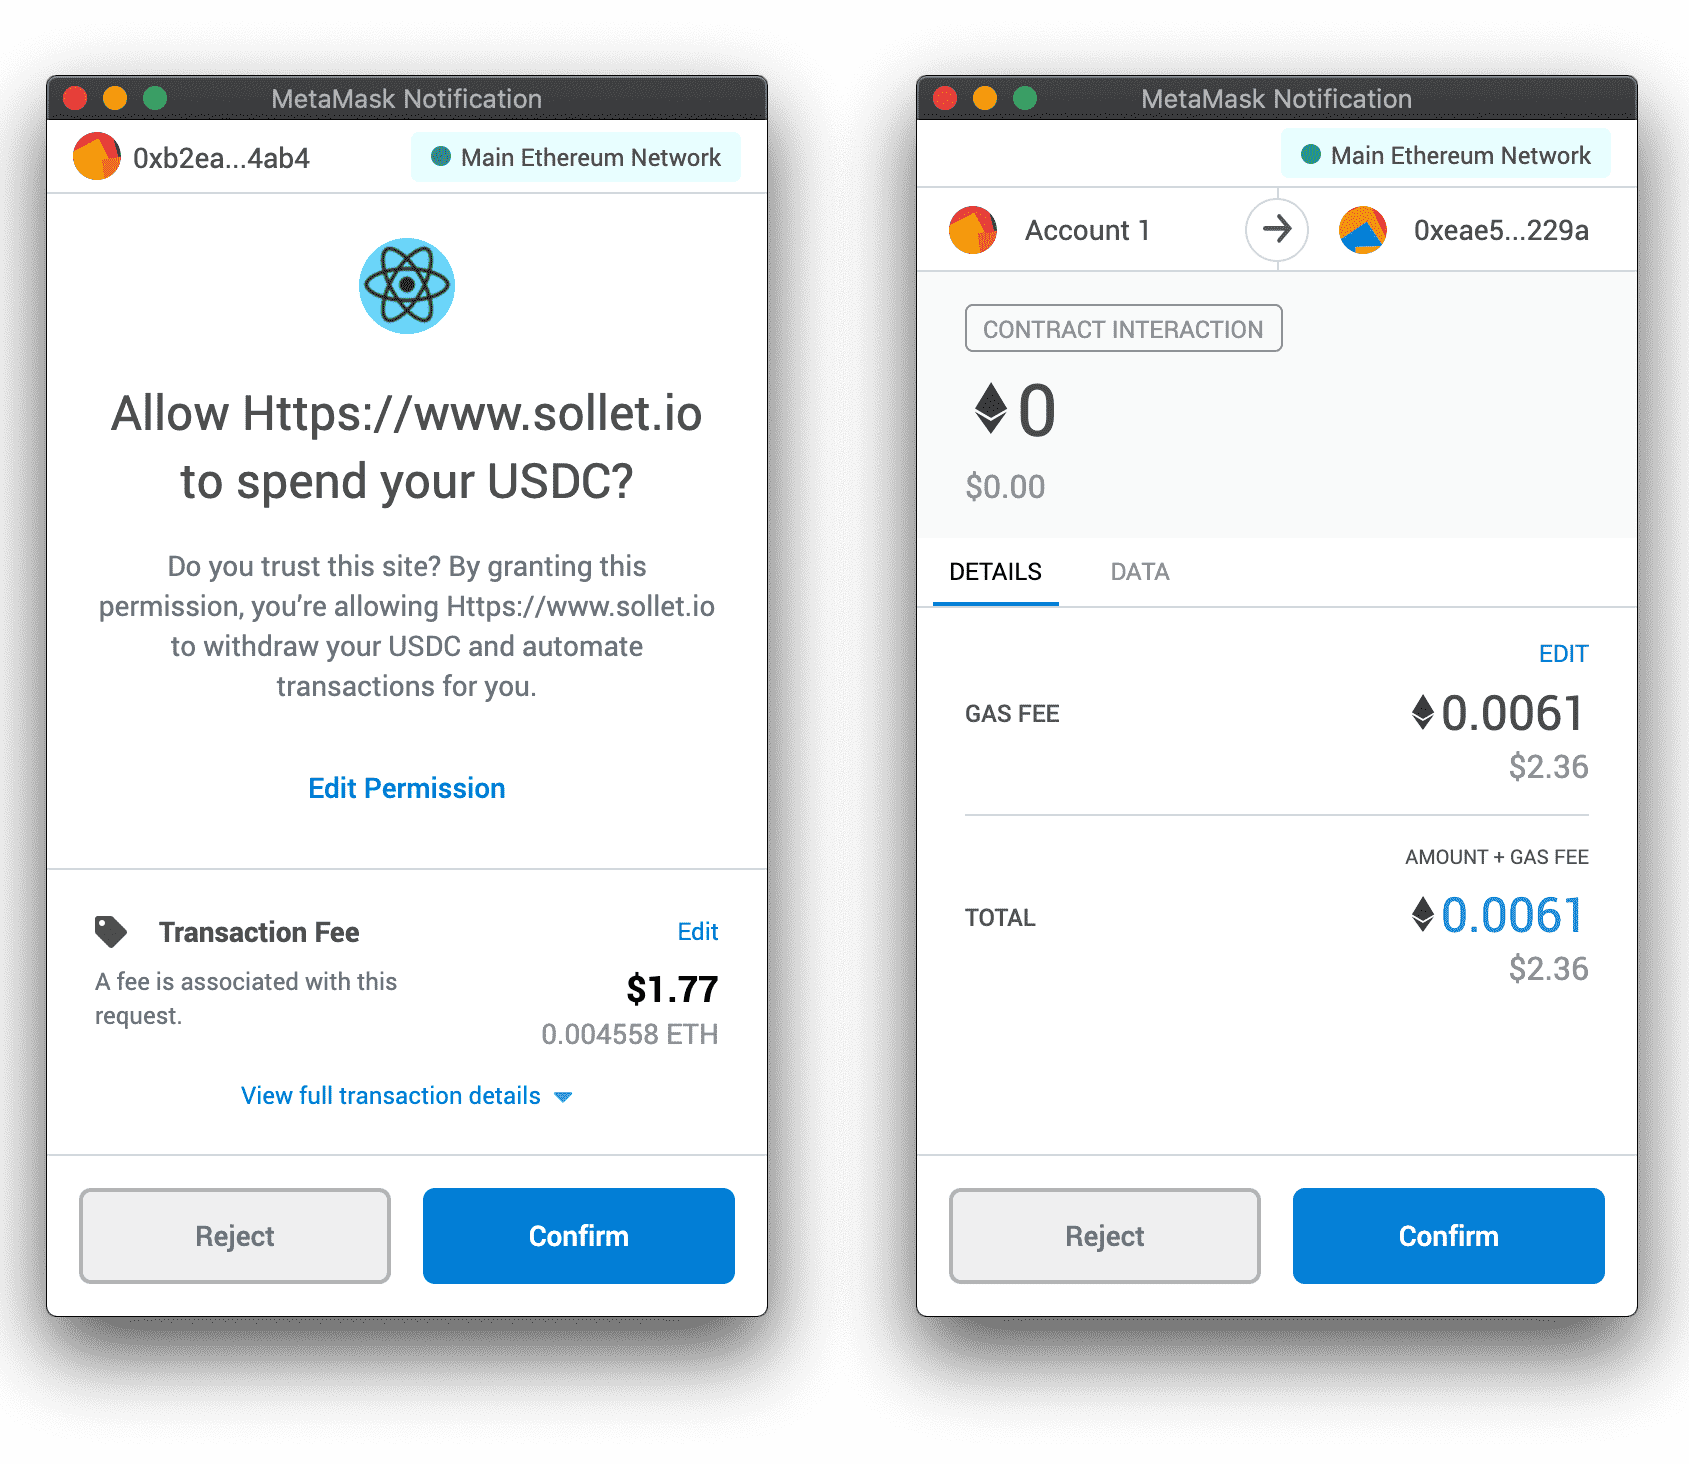 MetaMask Notification
0xb2ea...4ab4
Main Ethereum Network
Allow Https://www.sollet.io
to spend your USDC?
Do you trust this site? By granting this
permission, you’re allowing Https://www.sollet.io
to withdraw your USDC and automate
transactions for you.
Edit Permission
Transaction Fee
Edit
A fee is associated with this
request.
$1.77
0.004558 ETH
View full transaction details
Reject
Confirm
MetaMask Notification
Main Ethereum Network
Account 1
0xeae5...229a
CONTRACT INTERACTION
0
$0.00
DETAILS
DATA
EDIT
GAS FEE
0.0061
$2.36
AMOUNT + GAS FEE
TOTAL
0.0061
$2.36
Reject
Confirm